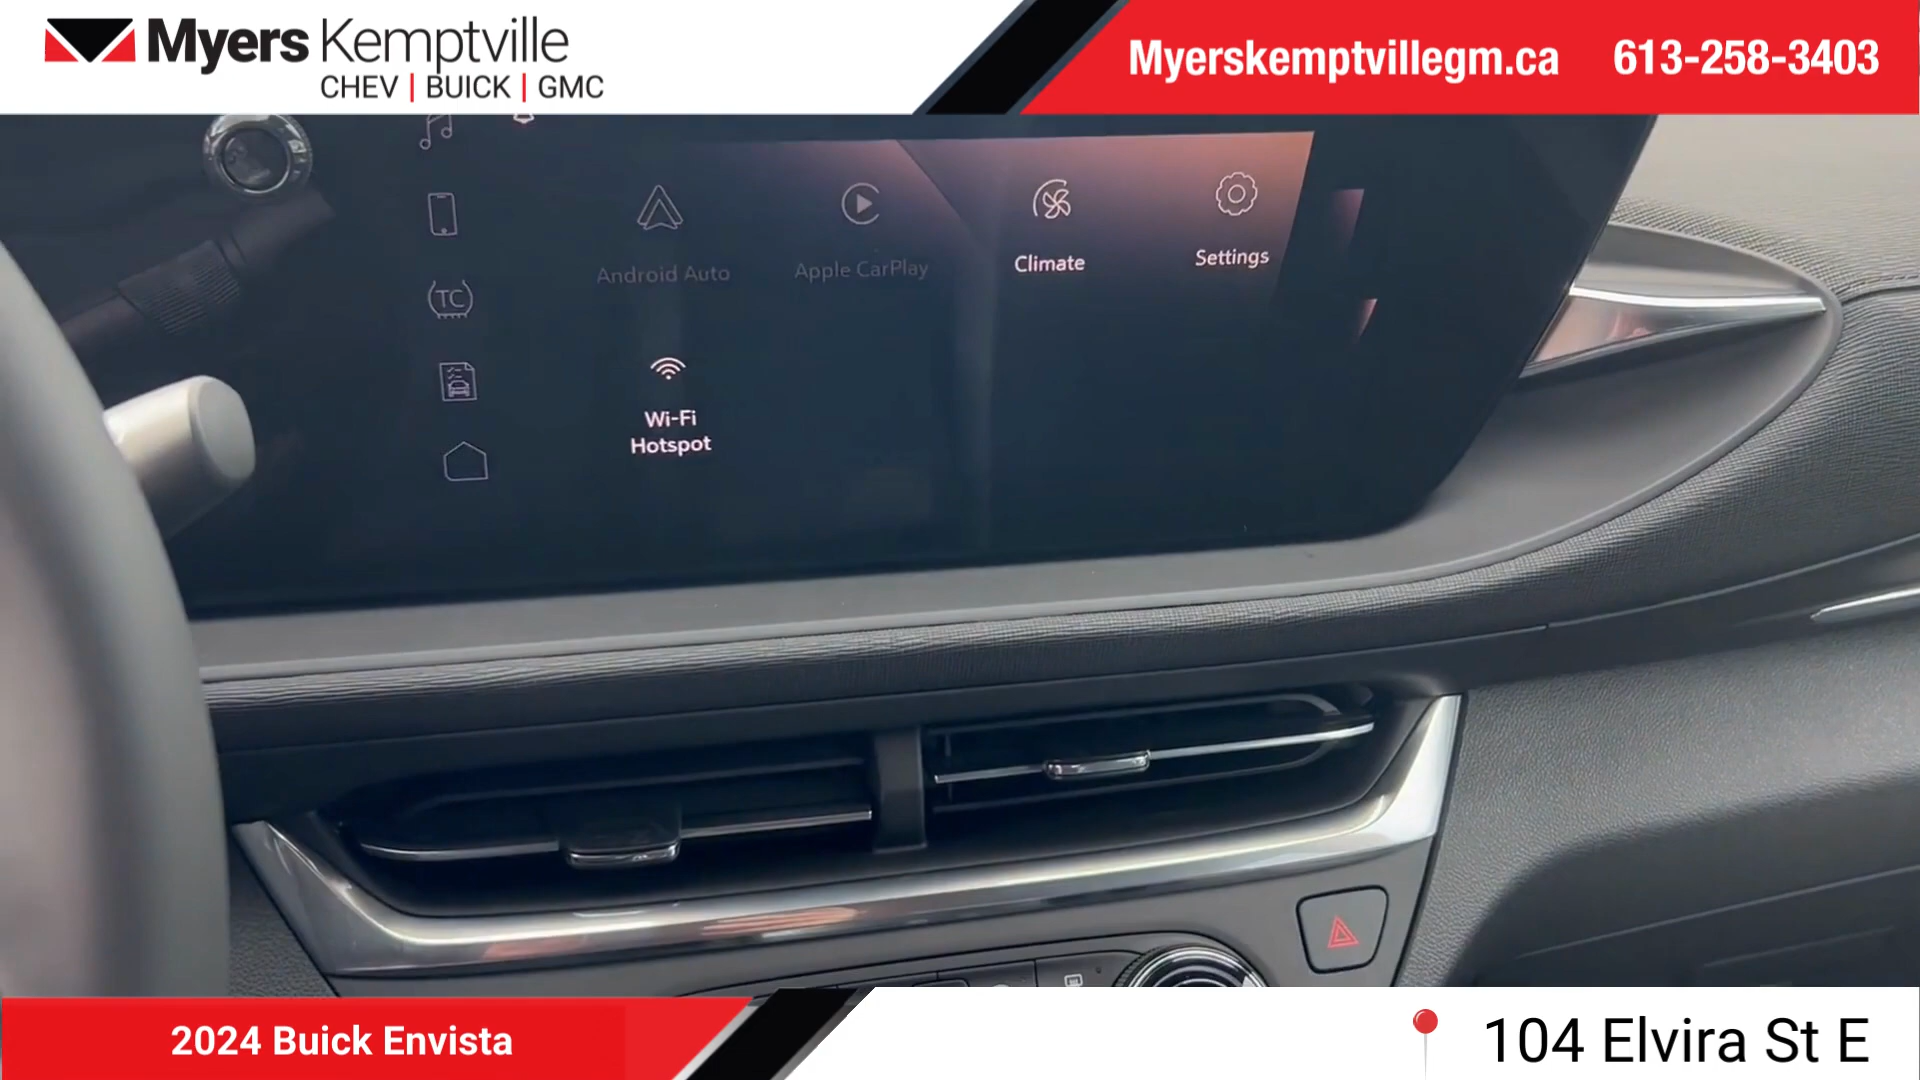 Myers Kemptville
CHEV | BUICK | GMC
Myerskemptvillegm.ca 613-258-3403
Android Auto
Apple CarPlay
Climate
Settings
TC
Wi-Fi
Hotspot
2024 Buick Envista
104 Elvira St E